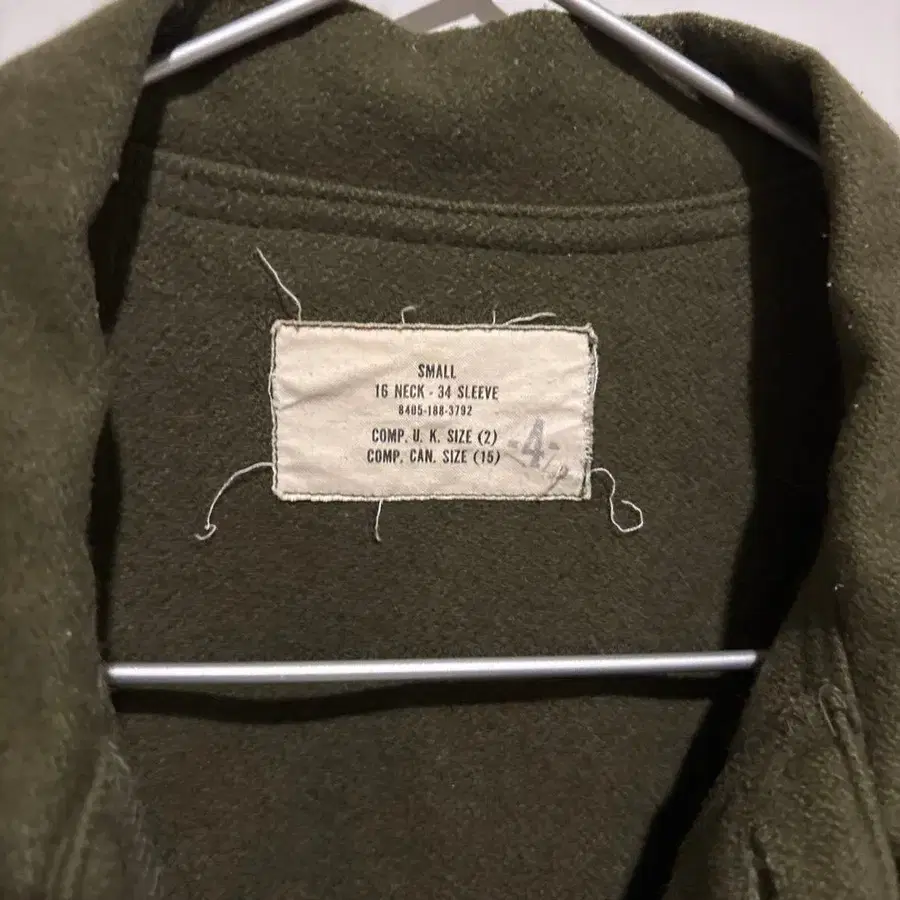 SMALL
16 NECK - 34 SLEEVE
8405-188-3792
COMP. U. K. SIZE (2)
COMP. CAN. SIZE (15)
-4-